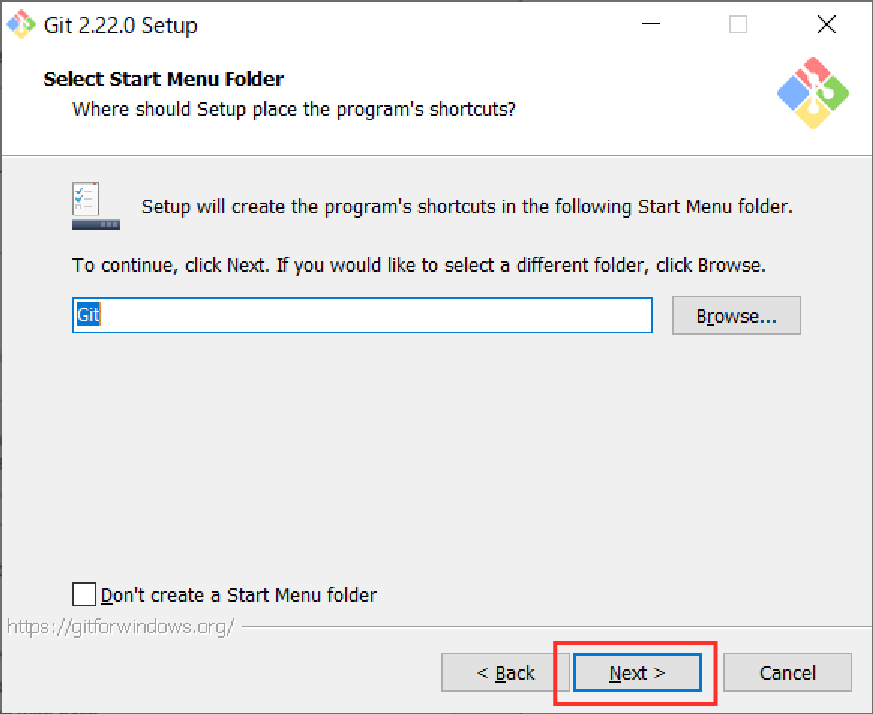 Git 2.22.0 Setup
Select Start Menu Folder
Where should Setup place the program's shortcuts?
Setup will create the program's shortcuts in the following Start Menu folder.
To continue, click Next. If you would like to select a different folder, click Browse.
Git
Browse...
Don't create a Start Menu folder
https://gitforwindows.org/
< Back
Next >
Cancel